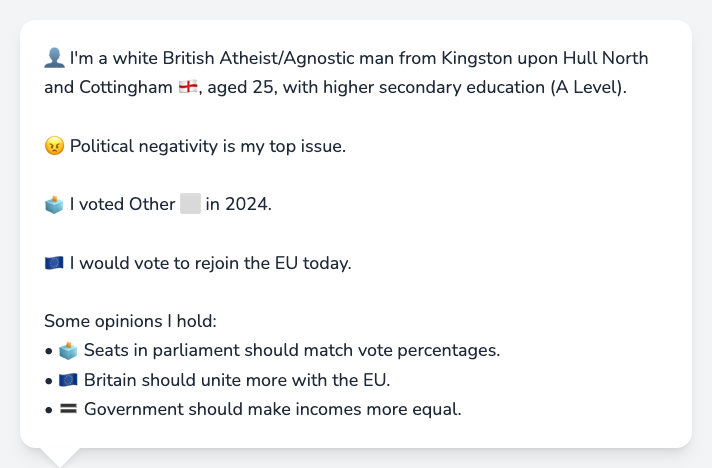 👤 I'm a white British Atheist/Agnostic man from Kingston upon Hull North
and Cottingham 🏴󠁧󠁢󠁥󠁮󠁧󠁿, aged 25, with higher secondary education (A Level).
😠 Political negativity is my top issue.
🗳️ I voted Other ⬜ in 2024.
🇪🇺 I would vote to rejoin the EU today.
Some opinions I hold:
• 🗳️ Seats in parliament should match vote percentages.
• 🇪🇺 Britain should unite more with the EU.
• 🟰 Government should make incomes more equal.